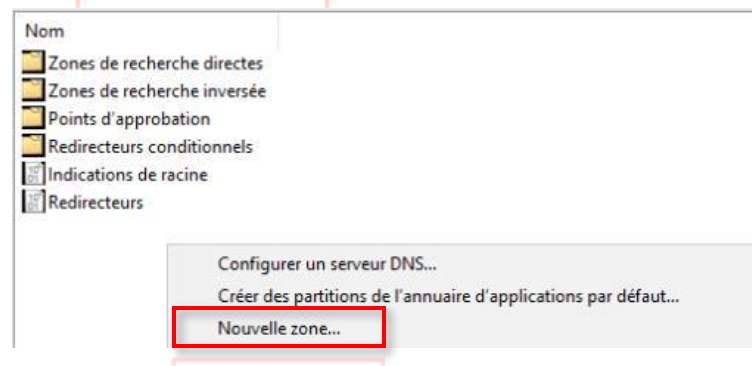 Nom
Zones de recherche directes
Zones de recherche inversée
Points d'approbation
Redirecteurs conditionnels
Indications de racine
Redirecteurs
Configurer un serveur DNS...
Créer des partitions de l'annuaire d'applications par défaut...
Nouvelle zone...